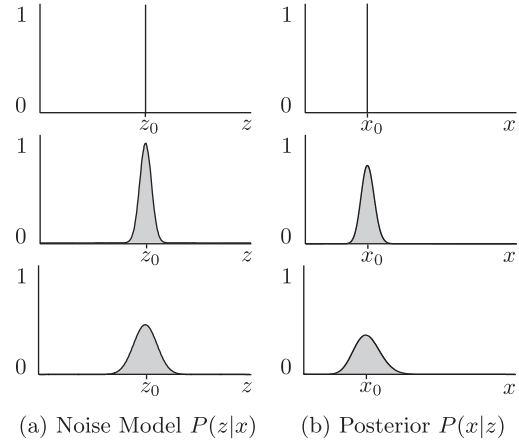 1
0
z₀ z
1
0
x₀ x
1
0
z₀ z
1
0
x₀ x
1
0
z₀ z
1
0
x₀ x
(a) Noise Model P(z|x)
(b) Posterior P(x|z)